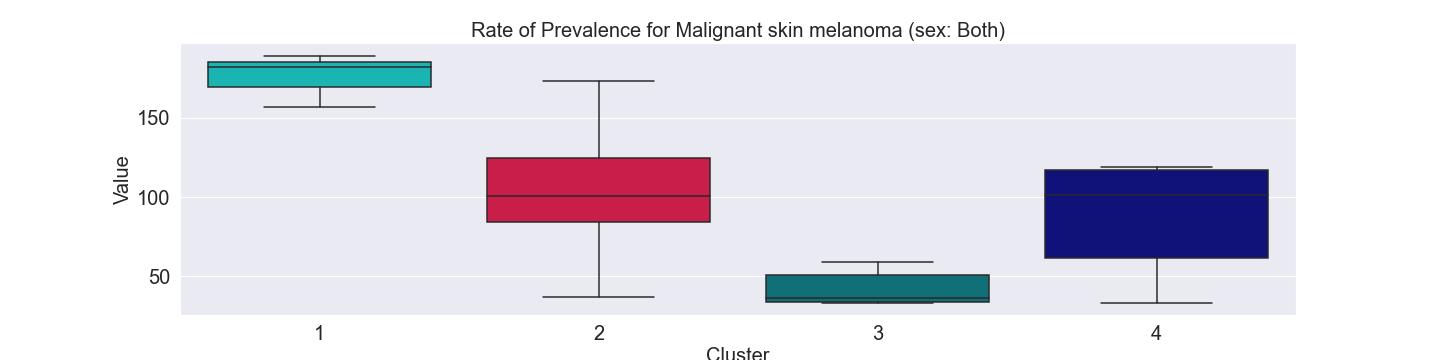 Rate of Prevalence for Malignant skin melanoma (sex: Both)
Value
150
100
50
1 2 3 4
Cluster